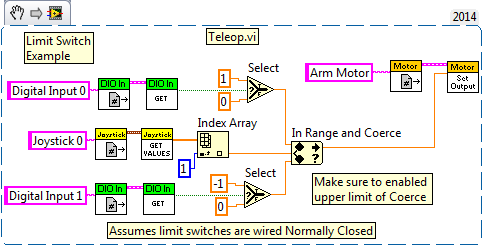 2014
Limit Switch
Example
Teleop.vi
Select
Digital Input 0
DIO In
#
DIO In
GET
1
0
?
Arm Motor
Motor
#
Motor
Set
Output
Index Array
Joystick 0
Joystick
#
Joystick
GET
VALUES
1
In Range and Coerce
?
Select
Digital Input 1
DIO In
#
DIO In
GET
-1
0
?
Make sure to enabled
upper limit of Coerce
Assumes limit switches are wired Normally Closed